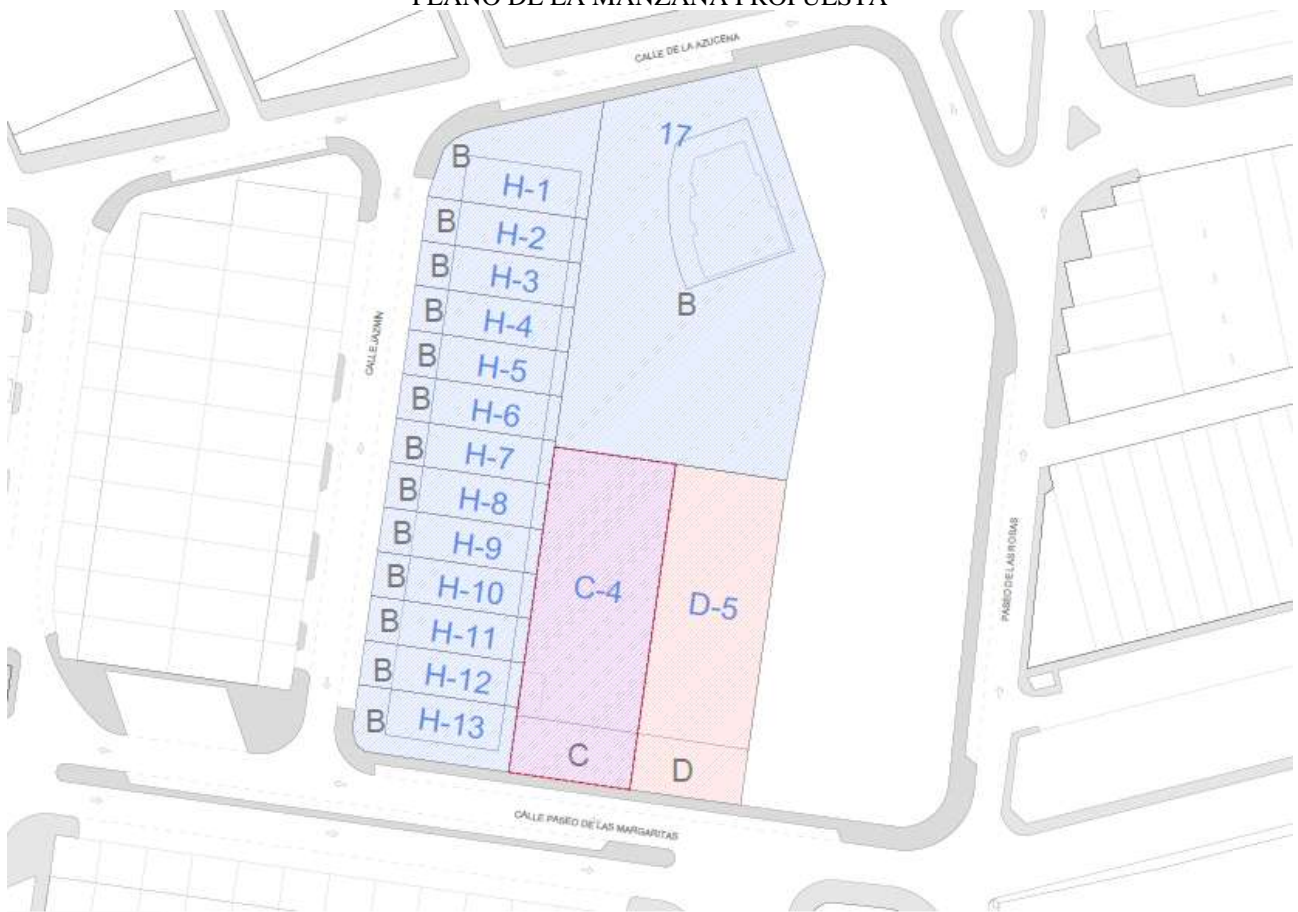 PLANO DE LA MANZANA PROPUESTA
CALLE DE LA AZUCENA
17
B
H-1
B
H-2
B
H-3
B
B
H-4
B
H-5
B
H-6
B
H-7
B
H-8
B
H-9
B
H-10
C-4
D-5
B
H-11
B
H-12
B
H-13
C
D
CALLE JAZMIN
PASEO DE LAS ROSAS
CALLE PASEO DE LAS MARGARITAS